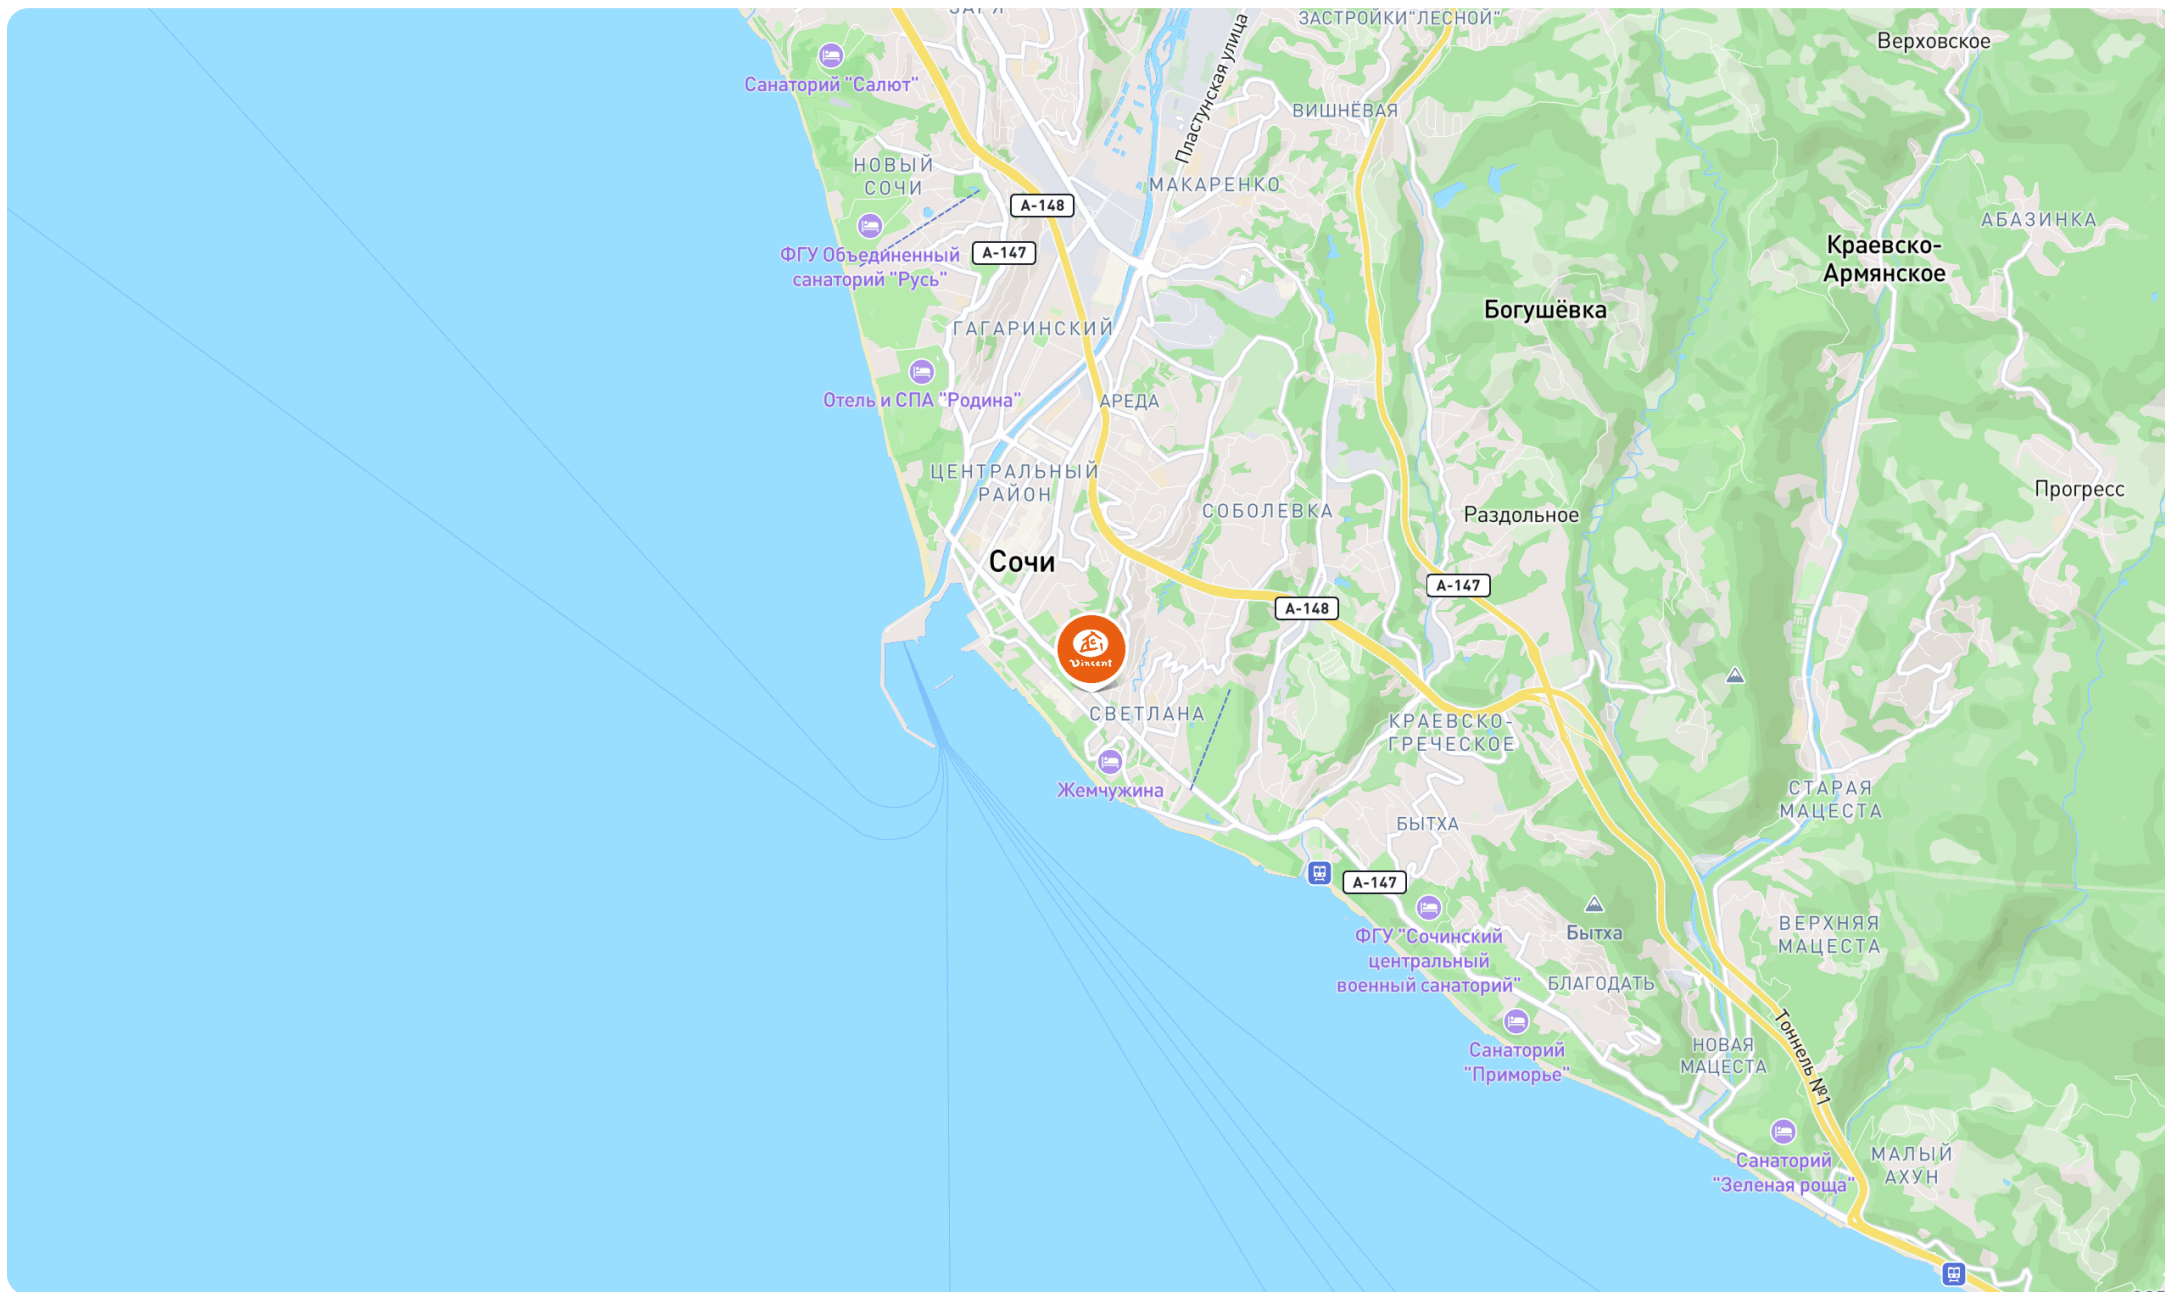 ЗАРЯ
ЗАСТРОЙКИ"ЛЕСНОЙ"
Верховское
Санаторий "Салют"
Пластунская улица
ВИШНЁВАЯ
НОВЫЙ
СОЧИ
МАКАРЕНКО
А-148
АБАЗИНКА
А-147
ФГУ Объединенный
санаторий "Русь"
Краевско-
Армянское
Богушёвка
ГАГАРИНСКИЙ
Отель и СПА "Родина"
АРЕДА
ЦЕНТРАЛЬНЫЙ
РАЙОН
Прогресс
СОБОЛЕВКА
Раздольное
Сочи
А-147
А-148
Vincent
СВЕТЛАНА
КРАЕВСКО-
ГРЕЧЕСКОЕ
Жемчужина
СТАРАЯ
МАЦЕСТА
БЫТХА
А-147
ФГУ "Сочинский
центральный
военный санаторий"
Бытха
ВЕРХНЯЯ
МАЦЕСТА
БЛАГОДАТЬ
Тоннель №1
Санаторий
"Приморье"
НОВАЯ
МАЦЕСТА
Санаторий
"Зеленая роща"
МАЛЫЙ
АХУН